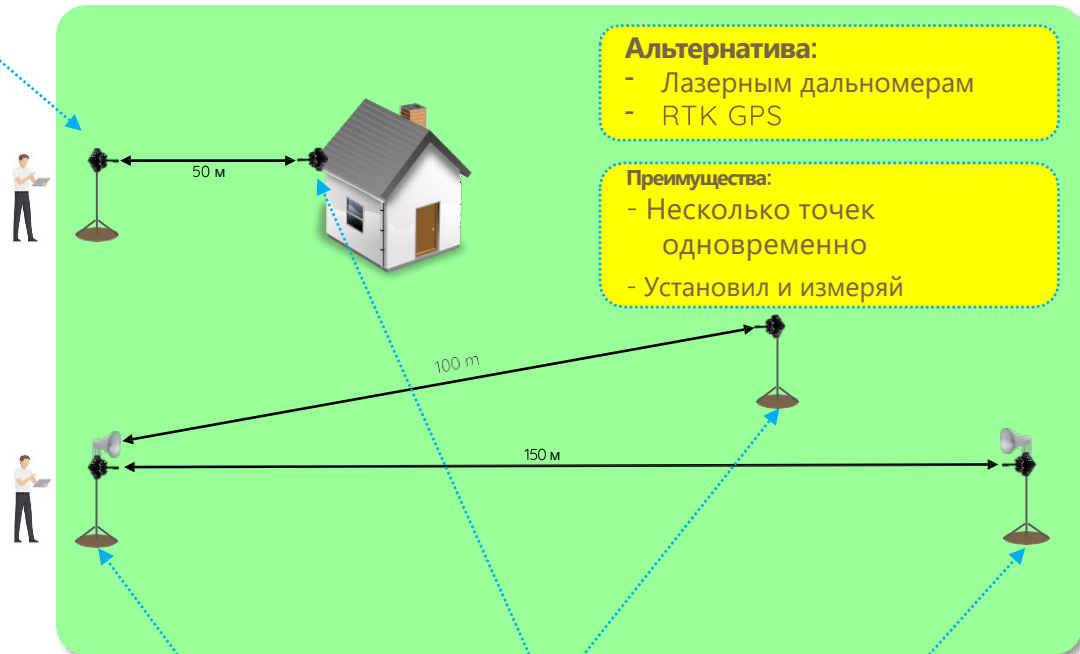 Альтернатива:
- Лазерным дальномерам
- RTK GPS
50 м
Преимущества:
- Несколько точек
одновременно
- Установил и измеряй
100 m
150 м